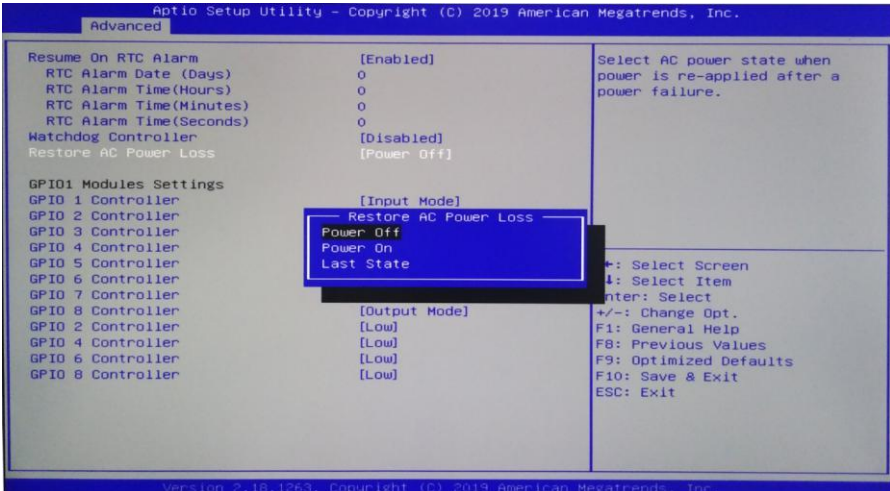 Aptio Setup Utility – Copyright (C) 2019 American Megatrends, Inc.
Advanced
Resume On RTC Alarm [Enabled]
RTC Alarm Date (Days) 0
RTC Alarm Time(Hours) 0
RTC Alarm Time(Minutes) 0
RTC Alarm Time(Seconds) 0
Watchdog Controller [Disabled]
Restore AC Power Loss [Power Off]
GPIO1 Modules Settings
GPIO 1 Controller [Input Mode]
GPIO 2 Controller
GPIO 3 Controller
GPIO 4 Controller
GPIO 5 Controller
GPIO 6 Controller
GPIO 7 Controller
GPIO 8 Controller [Output Mode]
GPIO 2 Controller [Low]
GPIO 4 Controller [Low]
GPIO 6 Controller [Low]
GPIO 8 Controller [Low]
Restore AC Power Loss
Power Off
Power On
Last State
Select AC power state when
power is re-applied after a
power failure.
: Select Screen
: Select Item
nter: Select
+/-: Change Opt.
F1: General Help
F8: Previous Values
F9: Optimized Defaults
F10: Save & Exit
ESC: Exit
Version 2.18.1263. Copyright (C) 2019 American Megatrends, Inc.